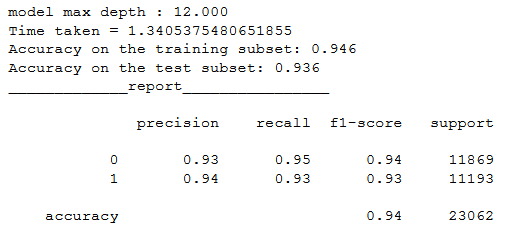 model max depth : 12.000
Time taken = 1.3405375480651855
Accuracy on the training subset: 0.946
Accuracy on the test subset: 0.936
_____________report________________
precision recall f1-score support
0 0.93 0.95 0.94 11869
1 0.94 0.93 0.93 11193
accuracy 0.94 23062